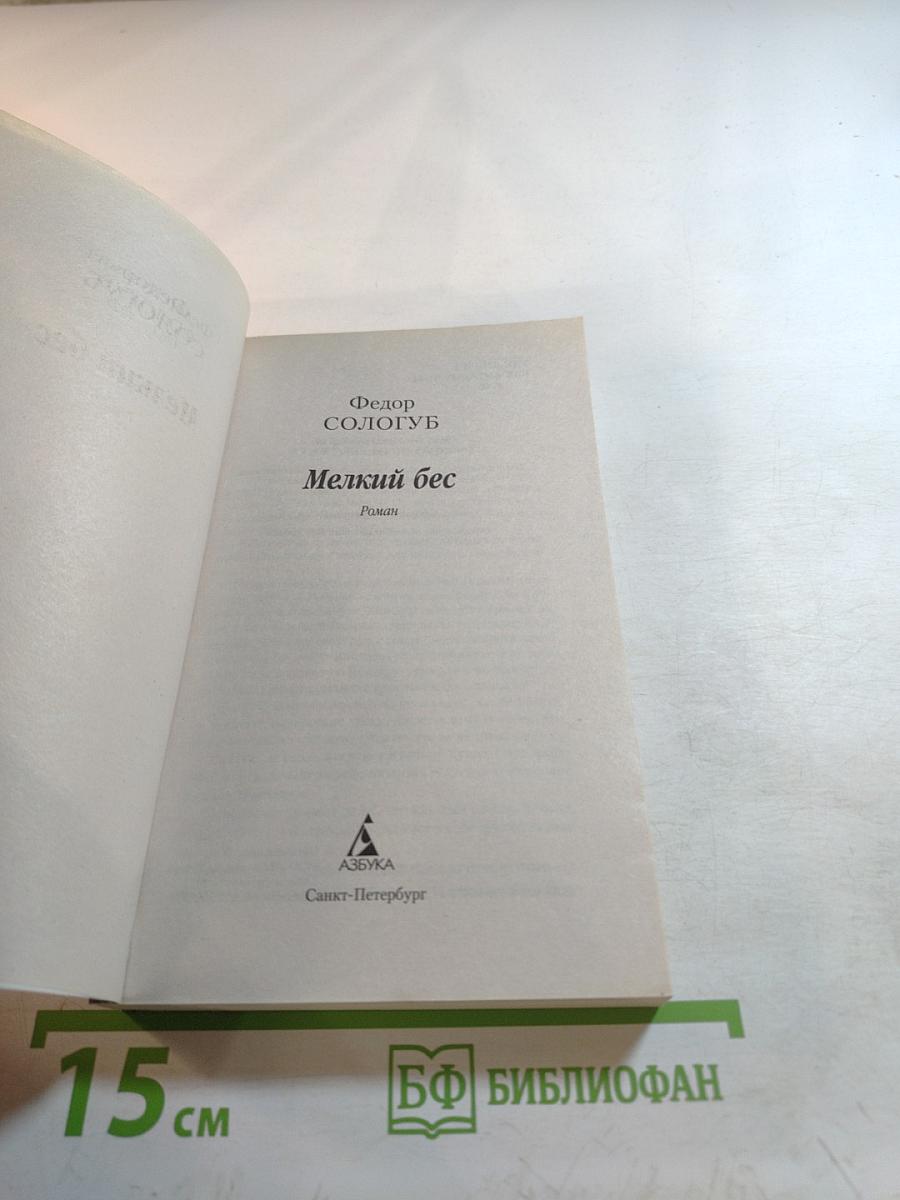 Федор
СОЛОГУБ
Мелкий бес
Роман
АЗБУКА
Санкт-Петербург
15 см
БФ БИБЛИОФАН